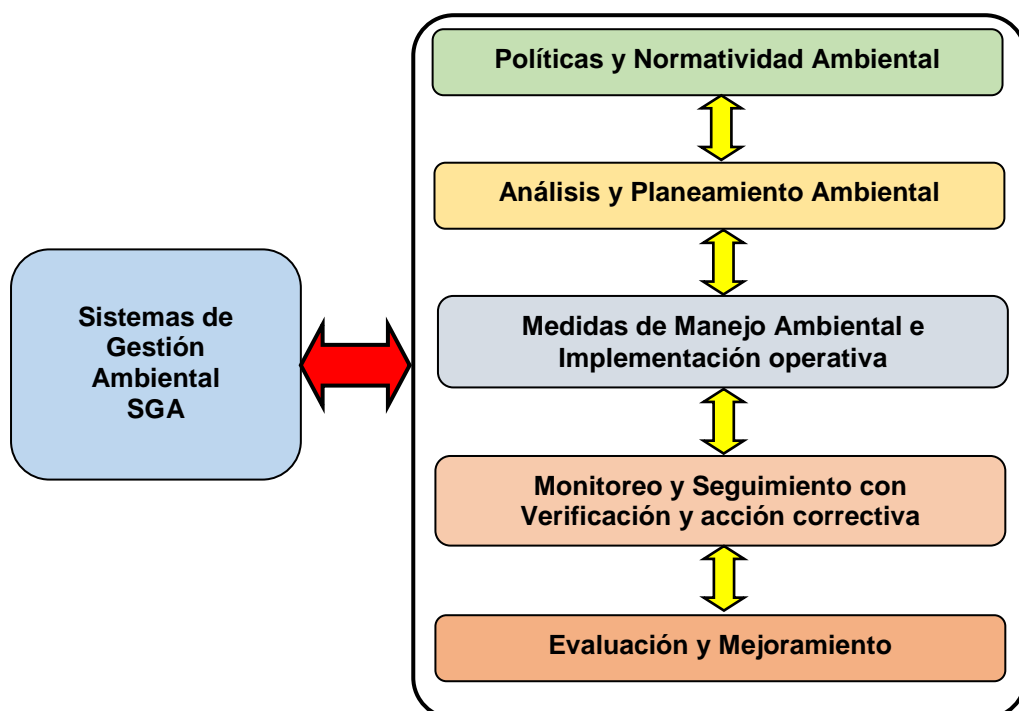 Políticas y Normatividad Ambiental
Análisis y Planeamiento Ambiental
Sistemas de
Gestión
Ambiental
SGA
Medidas de Manejo Ambiental e
Implementación operativa
Monitoreo y Seguimiento con
Verificación y acción correctiva
Evaluación y Mejoramiento